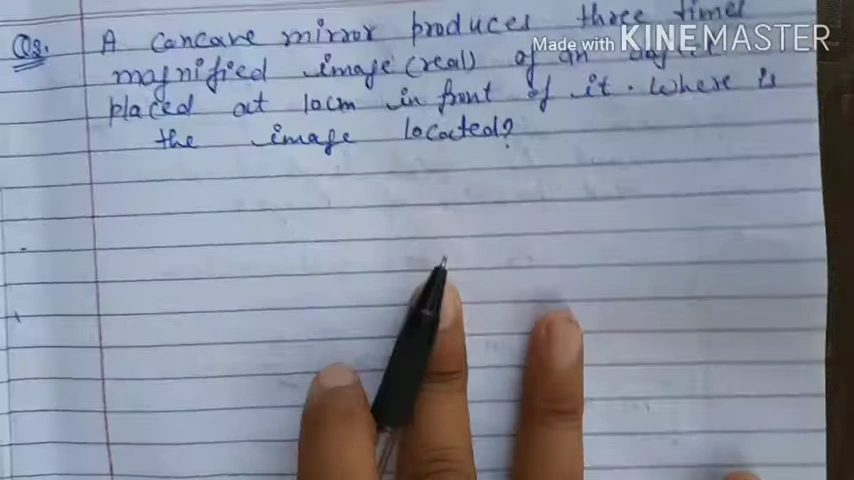 Q3. A concave mirror produces three times
Made with KINEMASTER
magnified image (real) of an
placed at 10cm in front of it. Where is
the image located?